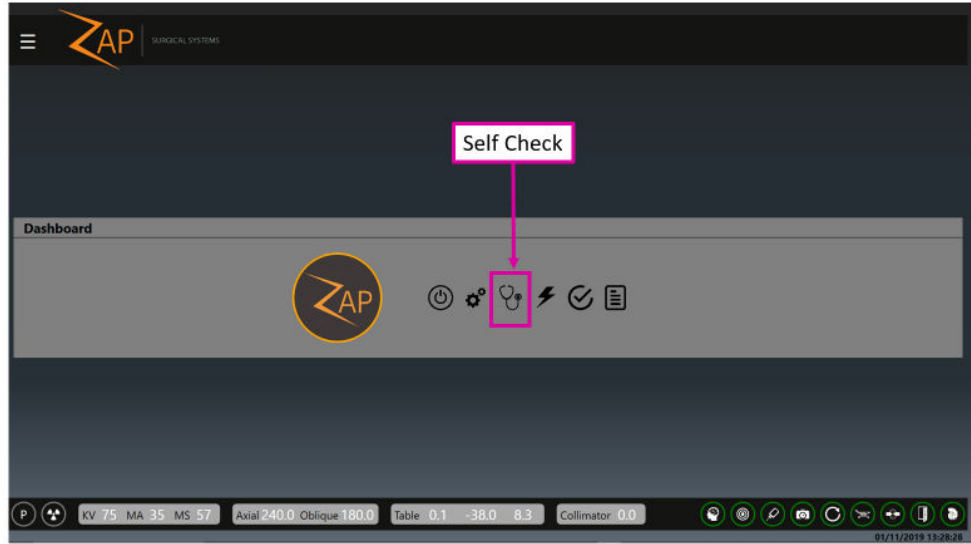 ZAP SURGICAL SYSTEMS
Self Check
Dashboard
ZAP
P KV 75 MA 35 MS 57 Axial 240.0 Oblique 180.0 Table 0.1 -38.0 8.3 Collimator 0.0
01/11/2019 13:28:28